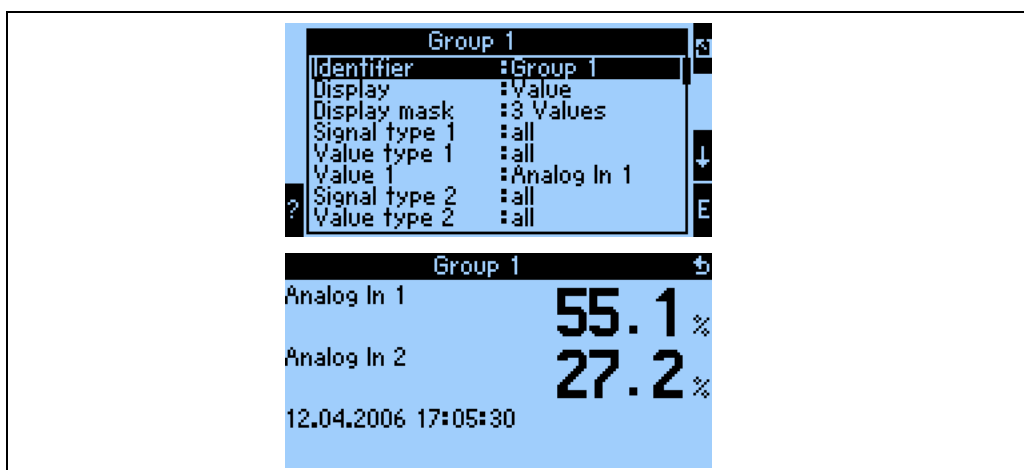 Group 1
Identifier :Group 1
Display :Value
Display mask :3 Values
Signal type 1 :all
Value type 1 :all
Value 1 :Analog In 1
Signal type 2 :all
Value type 2 :all
? E
Group 1
Analog In 1 55.1 %
Analog In 2 27.2 %
12.04.2006 17:05:30